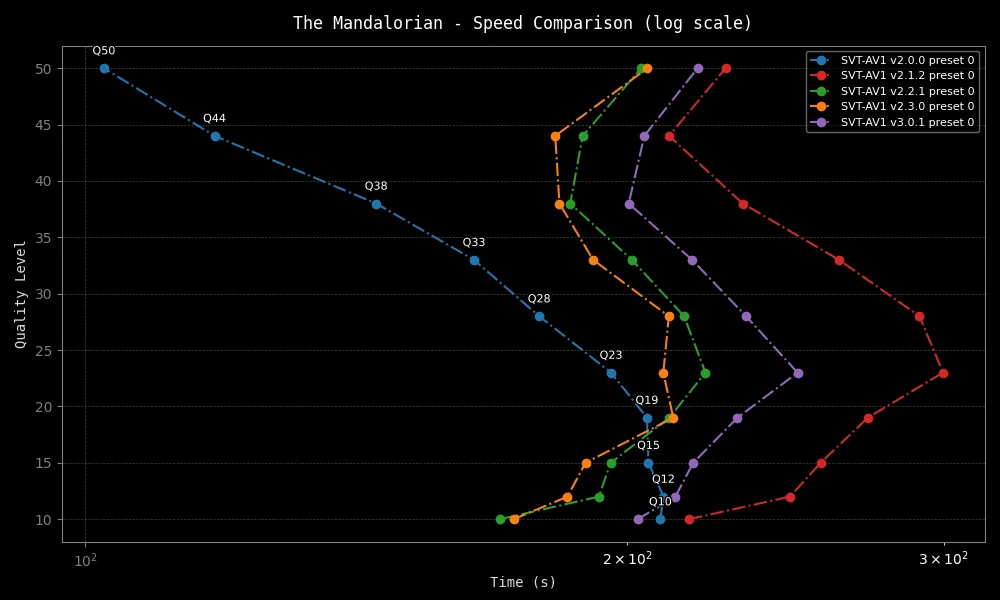 The Mandalorian - Speed Comparison (log scale)
SVT-AV1 v2.0.0 preset 0
SVT-AV1 v2.1.2 preset 0
SVT-AV1 v2.2.1 preset 0
SVT-AV1 v2.3.0 preset 0
SVT-AV1 v3.0.1 preset 0
Quality Level
50
45
40
35
30
25
20
15
10
Q50
Q44
Q38
Q33
Q28
Q23
Q19
Q15
Q12
Q10
10²
2 × 10²
3 × 10²
Time (s)